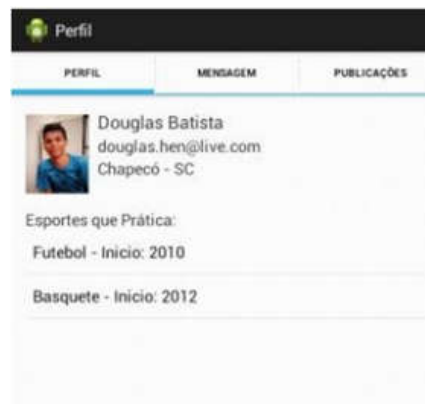 Perfil
PERFIL MENSAGEM PUBLICAÇÕES
Douglas Batista
douglas.hen@live.com
Chapecó - SC
Esportes que Prática:
Futebol - Inicio: 2010
Basquete - Inicio: 2012